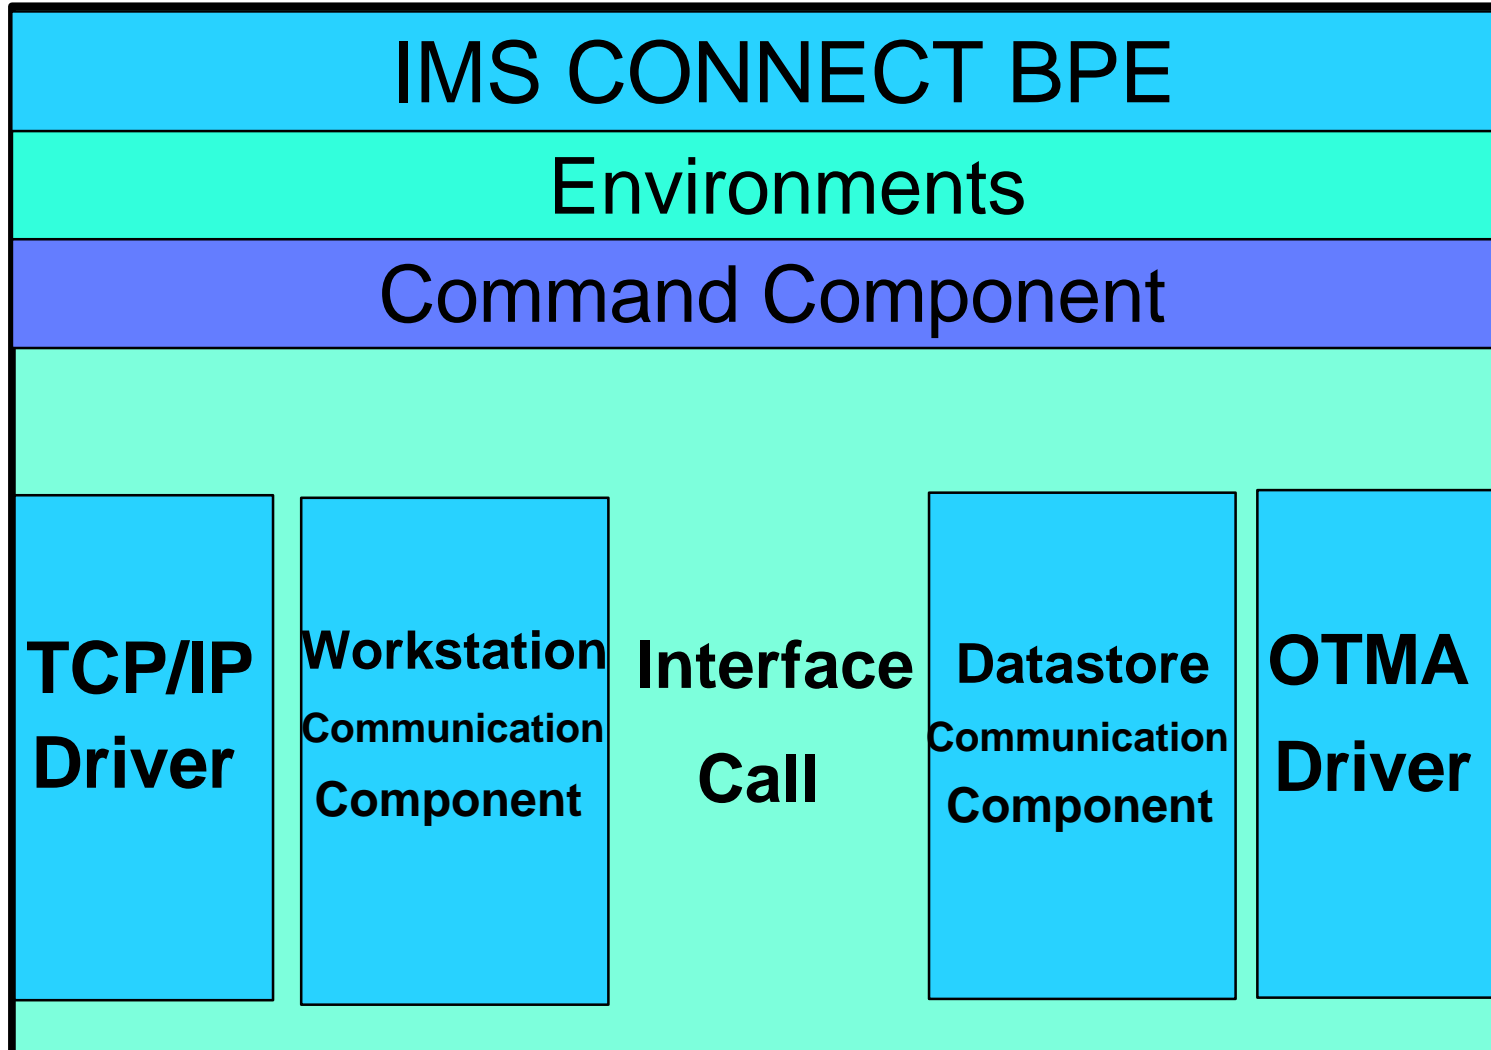 IMS CONNECT BPE
Environments
Command Component
TCP/IP
Driver
Workstation
Communication
Component
Interface
Call
Datastore
Communication
Component
OTMA
Driver